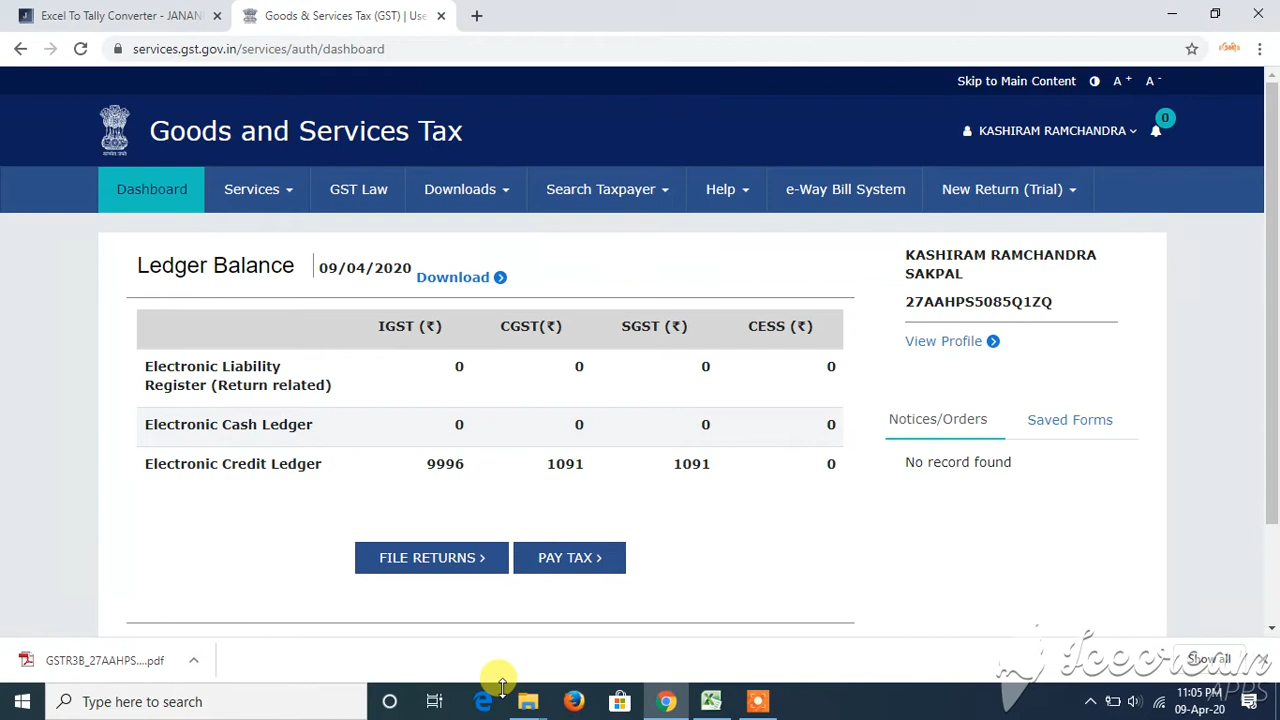 Excel To Tally Converter - JANANI
Goods & Services Tax (GST) | Use
services.gst.gov.in/services/auth/dashboard
Skip to Main Content A+ A-
Goods and Services Tax
KASHIRAM RAMCHANDRA 0
Dashboard Services GST Law Downloads Search Taxpayer Help e-Way Bill System New Return (Trial)
Ledger Balance 09/04/2020 Download
KASHIRAM RAMCHANDRA
SAKPAL
27AAHPS5085Q1ZQ
View Profile
IGST (₹) CGST(₹) SGST (₹) CESS (₹)
Electronic Liability
Register (Return related) 0 0 0 0
Electronic Cash Ledger 0 0 0 0
Electronic Credit Ledger 9996 1091 1091 0
Notices/Orders Saved Forms
No record found
FILE RETURNS > PAY TAX >
GSTR3B_27AAHPS....pdf
Show all
Icecream
APPS
Type here to search
11:05 PM
09-Apr-20